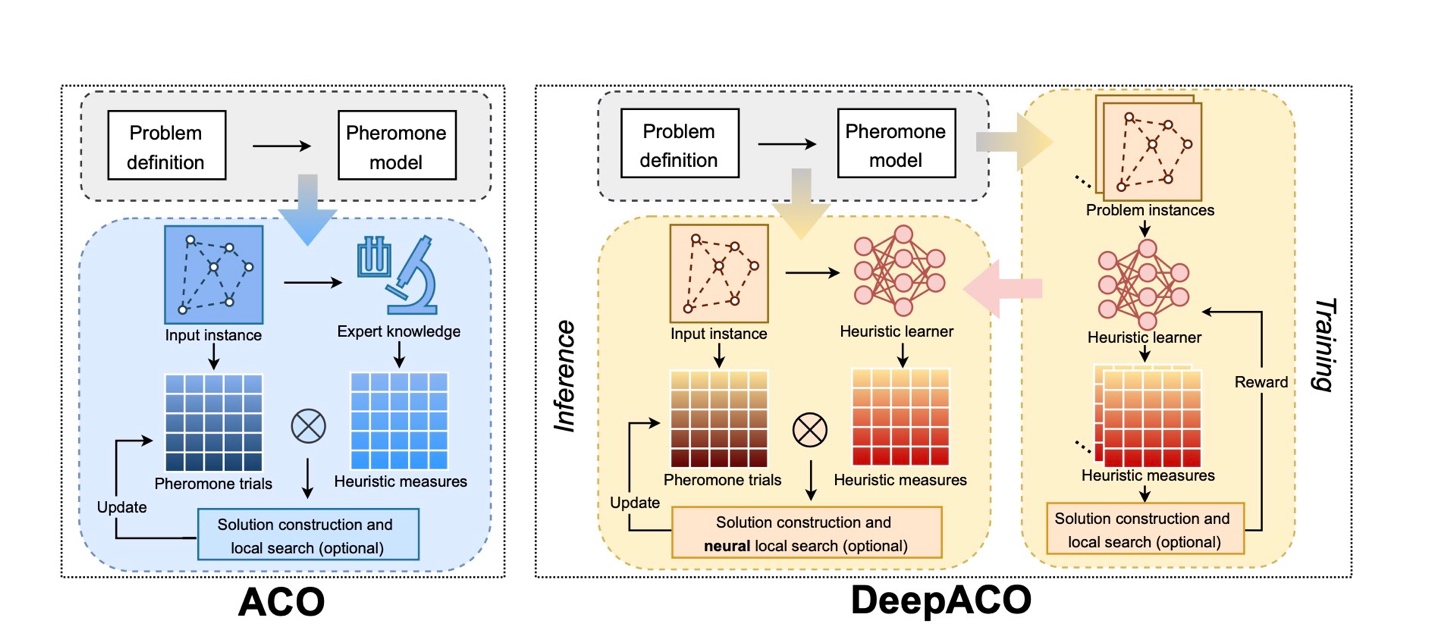 Problem
definition
Pheromone
model
Input instance
Expert knowledge
Pheromone trials
Heuristic measures
Update
Solution construction and
local search (optional)
ACO
Inference
Problem
definition
Pheromone
model
Input instance
Heuristic learner
Pheromone trials
Heuristic measures
Update
Solution construction and
neural local search (optional)
Problem instances
Heuristic learner
Heuristic measures
Reward
Solution construction and
local search (optional)
Training
DeepACO